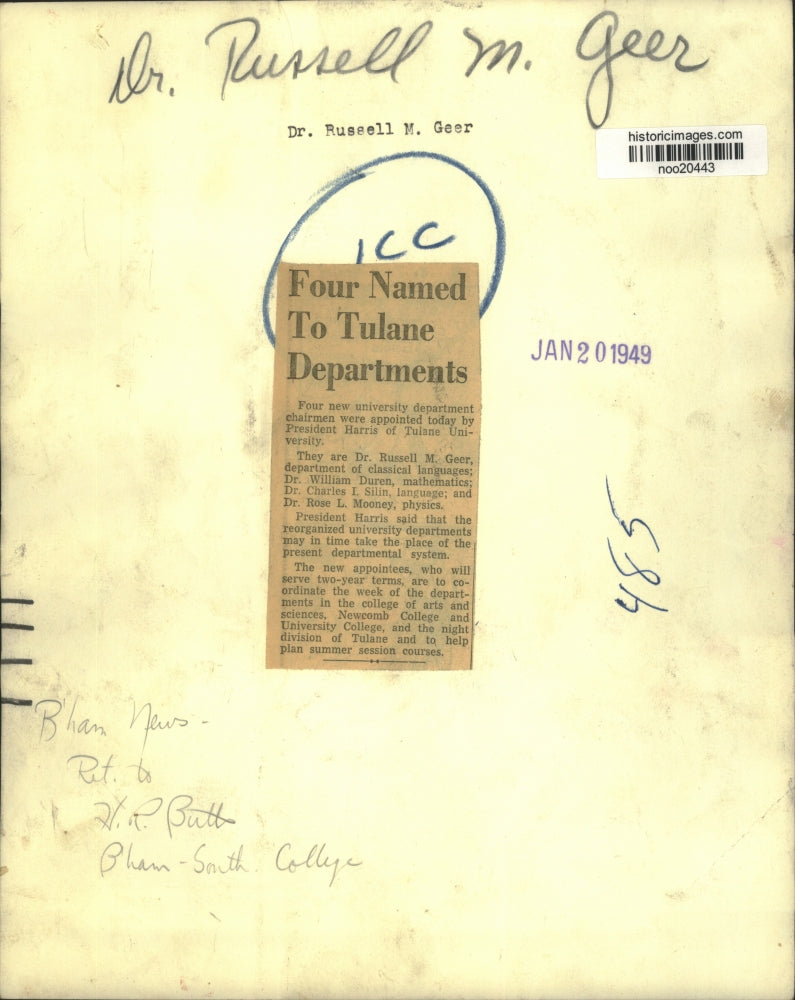 Dr. Russell M. Geer
historicimages.com
noo20443
Dr. Russell M. Geer
1CC
Four Named
To Tulane
Departments
JAN 20 1949
Four new university department
chairmen were appointed today by
President Harris of Tulane Uni-
versity.
They are Dr. Russell M. Geer,
department of classical languages;
Dr. William Duren, mathematics;
Dr. Charles I. Silin, language; and
Dr. Rose L. Mooney, physics.
President Harris said that the
reorganized university departments
may in time take the place of the
present departmental system.
The new appointees, who will
serve two-year terms, are to co-
ordinate the week of the depart-
ments in the college of arts and
sciences, Newcomb College and
University College, and the night
division of Tulane and to help
plan summer session courses.
485
B'ham News -
Ret. to
H. R. Butts
Bham-South. College